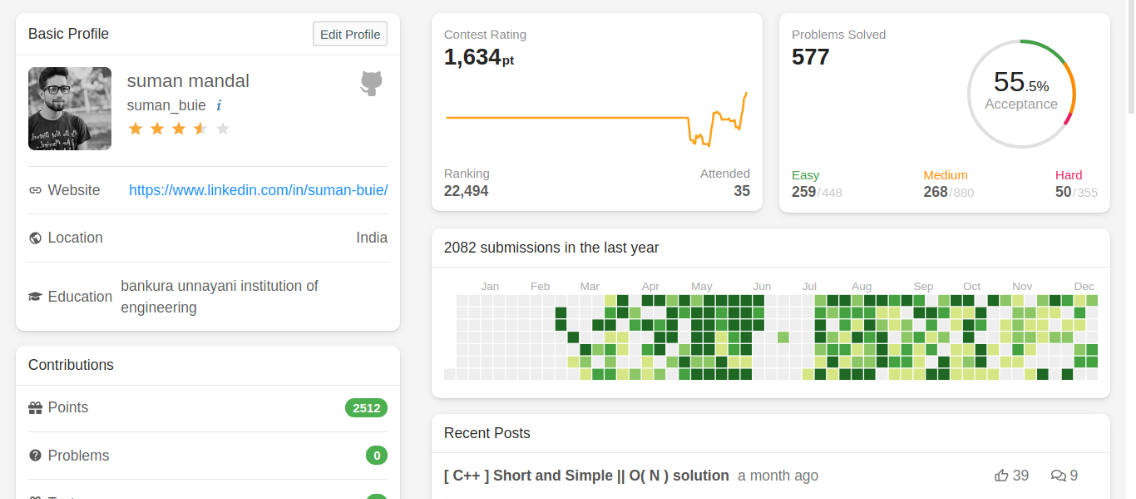 Basic Profile
Edit Profile
suman mandal
suman_buie i
Website https://www.linkedin.com/in/suman-buie/
Location India
Education bankura unnayani institution of
engineering
Contributions
Points 2512
Problems 0
Contest Rating
1,634pt
Ranking Attended
22,494 35
Problems Solved
577
55.5%
Acceptance
Easy Medium Hard
259/448 268/880 50/355
2082 submissions in the last year
Jan Feb Mar Apr May Jun Jul Aug Sep Oct Nov Dec
Recent Posts
[ C++ ] Short and Simple || O( N ) solution a month ago 39 9